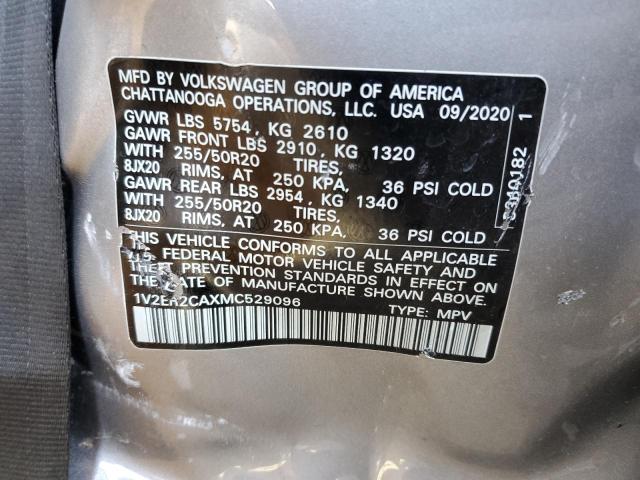 MFD BY VOLKSWAGEN GROUP OF AMERICA
CHATTANOOGA OPERATIONS, LLC. USA 09/2020
GVWR LBS 5754, KG 2610
GAWR FRONT LBS 2910, KG 1320
WITH 255/50R20 TIRES,
8JX20 RIMS, AT 250 KPA, 36 PSI COLD
GAWR REAR LBS 2954, KG 1340
WITH 255/50R20 TIRES,
8JX20 RIMS, AT 250 KPA, 36 PSI COLD
THIS VEHICLE CONFORMS TO ALL APPLICABLE
U.S. FEDERAL MOTOR VEHICLE SAFETY AND
THEFT PREVENTION STANDARDS IN EFFECT ON
THE DATE OF MANUFACTURE SHOWN ABOVE.
TYPE: MPV
1